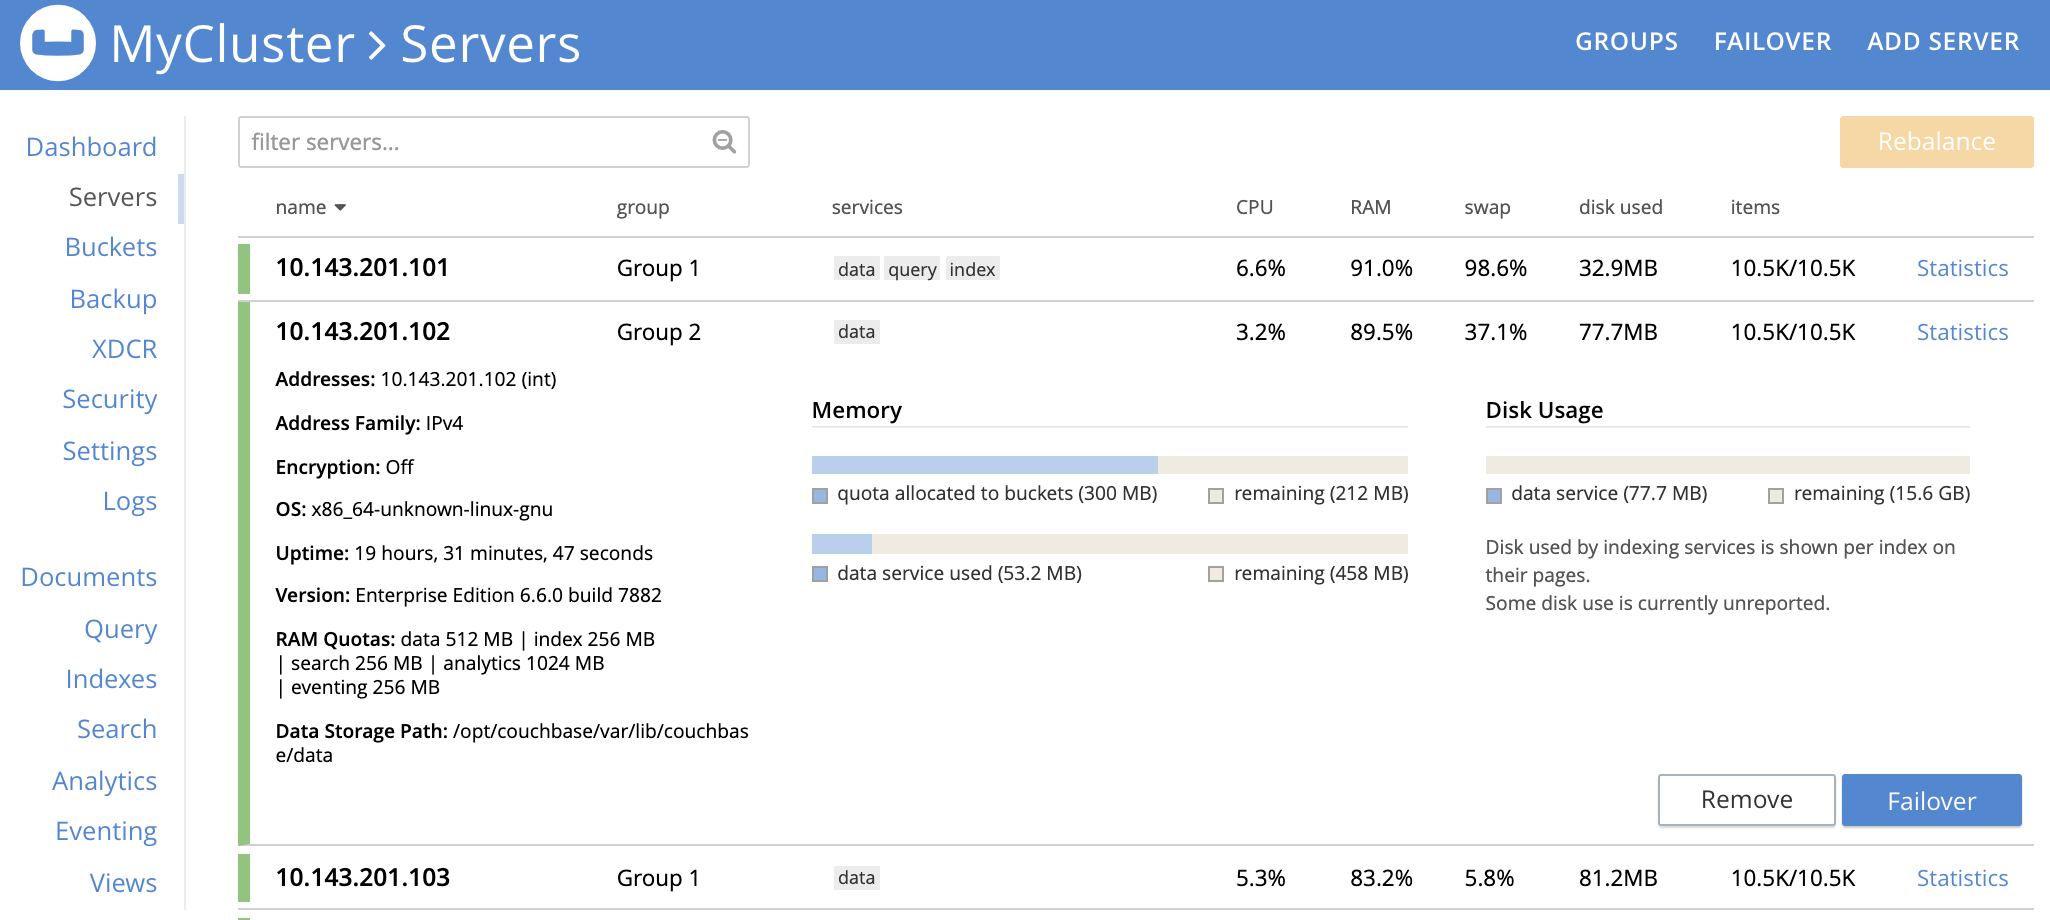 MyCluster > Servers
GROUPS FAILOVER ADD SERVER
Dashboard
Servers
Buckets
Backup
XDCR
Security
Settings
Logs
Documents
Query
Indexes
Search
Analytics
Eventing
Views
filter servers...
Rebalance
name group services CPU RAM swap disk used items
10.143.201.101 Group 1 data query index 6.6% 91.0% 98.6% 32.9MB 10.5K/10.5K Statistics
10.143.201.102 Group 2 data 3.2% 89.5% 37.1% 77.7MB 10.5K/10.5K Statistics
Addresses: 10.143.201.102 (int)
Address Family: IPv4
Encryption: Off
OS: x86_64-unknown-linux-gnu
Uptime: 19 hours, 31 minutes, 47 seconds
Version: Enterprise Edition 6.6.0 build 7882
RAM Quotas: data 512 MB | index 256 MB
| search 256 MB | analytics 1024 MB
| eventing 256 MB
Data Storage Path: /opt/couchbase/var/lib/couchbas
e/data
Memory
quota allocated to buckets (300 MB) remaining (212 MB)
data service used (53.2 MB) remaining (458 MB)
Disk Usage
data service (77.7 MB) remaining (15.6 GB)
Disk used by indexing services is shown per index on
their pages.
Some disk use is currently unreported.
Remove Failover
10.143.201.103 Group 1 data 5.3% 83.2% 5.8% 81.2MB 10.5K/10.5K Statistics